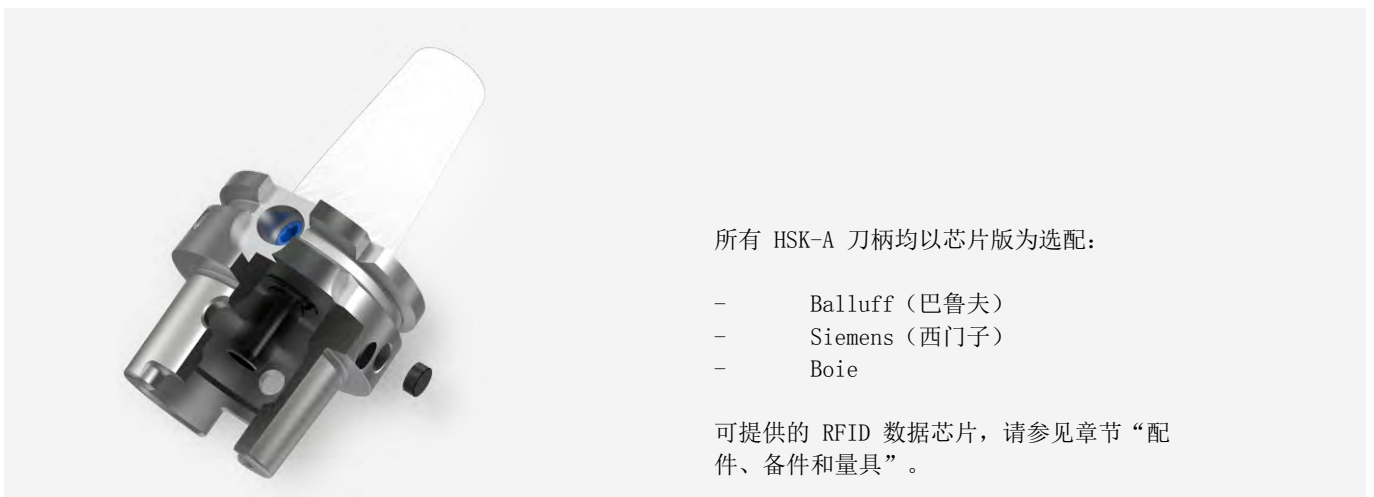 所有 HSK-A 刀柄均以芯片版为选配:
- Balluff（巴鲁夫）
- Siemens（西门子）
- Boie
可提供的 RFID 数据芯片, 请参见章节“配
件、备件和量具”。